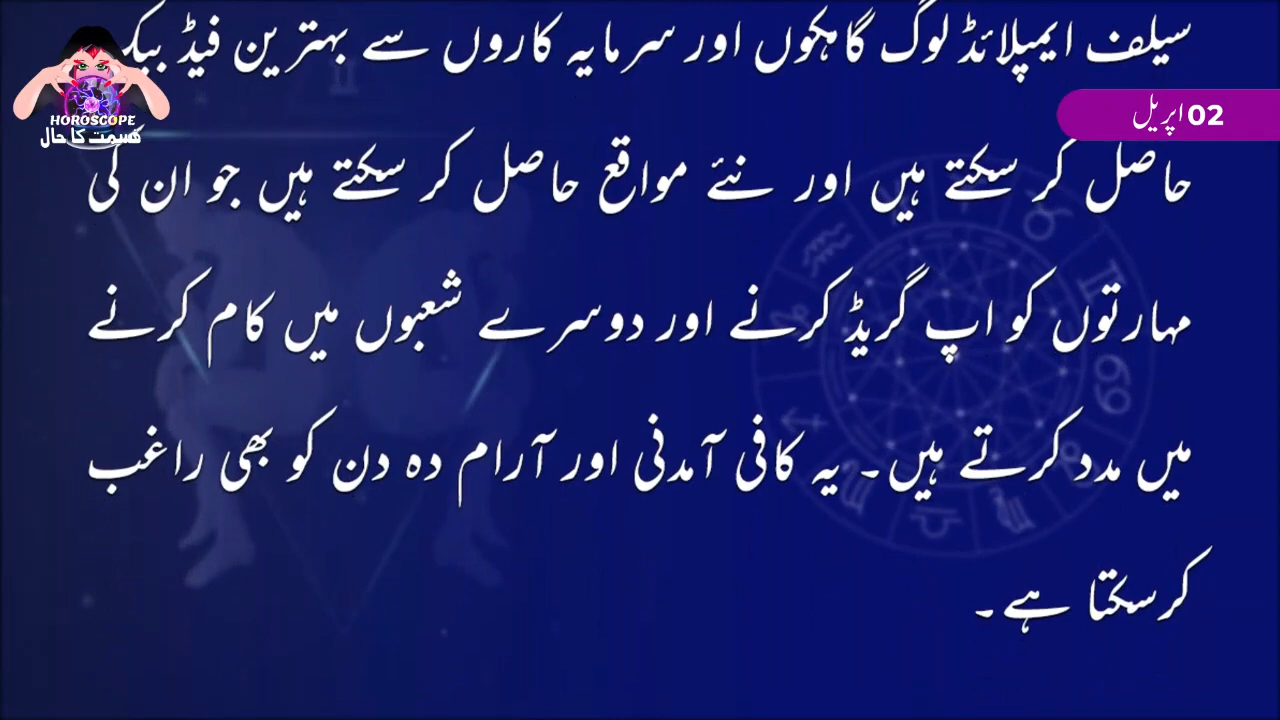 سیلف ایمپلائڈ لوگ گاہکوں اور سرمایہ کاروں سے بہترین فیڈ بیک
HOROSCOPE
قسمت کا حال
02 اپریل
حاصل کر سکتے ہیں اور نئے مواقع حاصل کر سکتے ہیں جو ان کی
مہارتوں کو اپ گریڈ کرنے اور دوسرے شعبوں میں کام کرنے
میں مدد کرتے ہیں۔ یہ کافی آمدنی اور آرام دہ دن کو بھی راغب
کر سکتا ہے۔